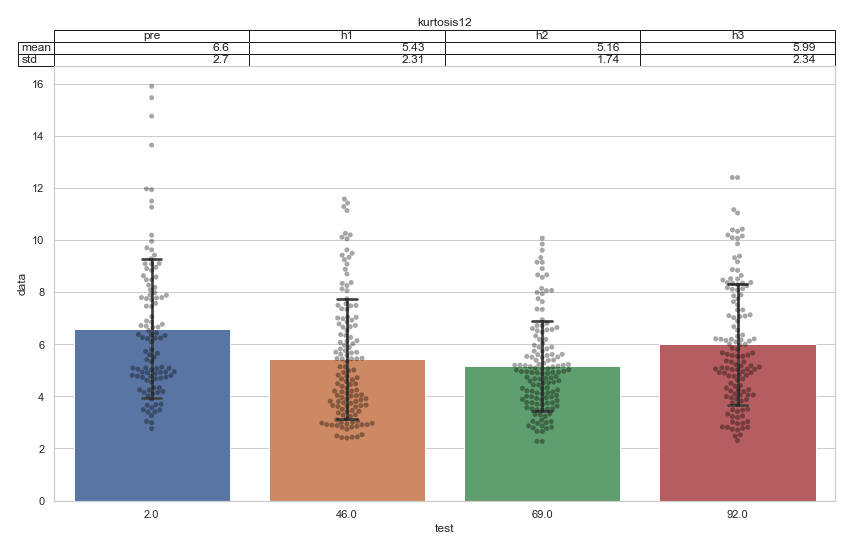 kurtosis12
pre h1 h2 h3
mean 6.6 5.43 5.16 5.99
std 2.7 2.31 1.74 2.34
16
14
12
10
8
6
4
2
0
data
2.0 46.0 69.0 92.0
test